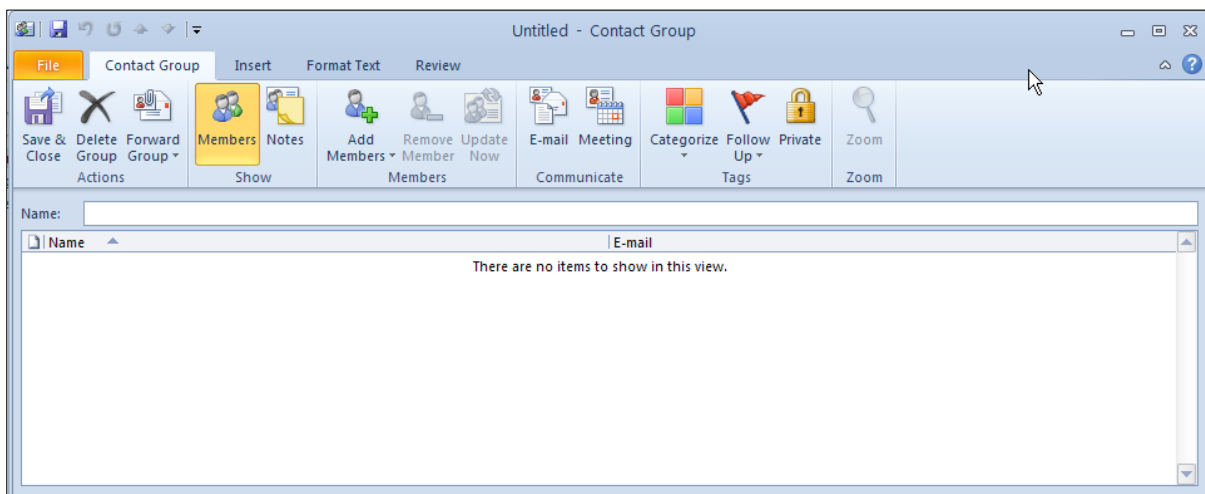 Untitled - Contact Group
File Contact Group Insert Format Text Review
Save & Close Delete Group Forward Group Members Notes Add Members Remove Member Update Now E-mail Meeting Categorize Follow Up Private Zoom
Actions Show Members Communicate Tags Zoom
Name:
Name E-mail
There are no items to show in this view.